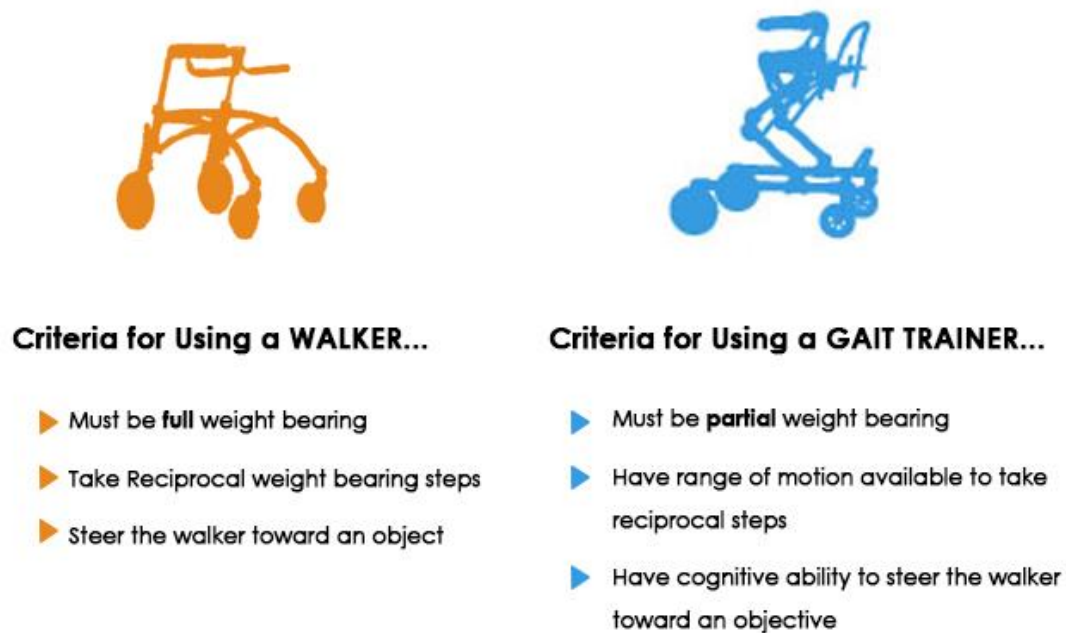 Criteria for Using a WALKER...
Must be full weight bearing
Take Reciprocal weight bearing steps
Steer the walker toward an object
Criteria for Using a GAIT TRAINER...
Must be partial weight bearing
Have range of motion available to take
reciprocal steps
Have cognitive ability to steer the walker
toward an objective